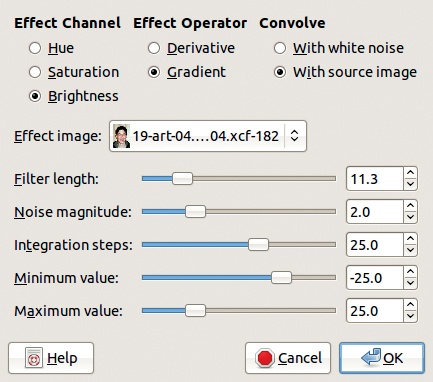 Effect Channel Effect Operator Convolve
Hue Derivative With white noise
Saturation Gradient With source image
Brightness
Effect image: 19-art-04....04.xcf-182
Filter length: 11.3
Noise magnitude: 2.0
Integration steps: 25.0
Minimum value: -25.0
Maximum value: 25.0
Help Cancel OK